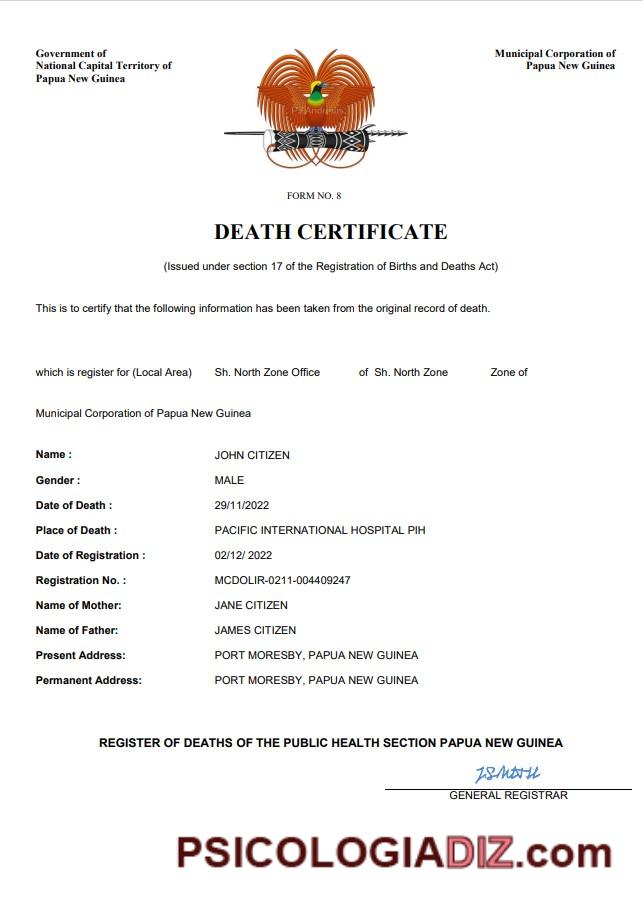 Government of
National Capital Territory of
Papua New Guinea
Municipal Corporation of
Papua New Guinea
FORM NO. 8
DEATH CERTIFICATE
(Issued under section 17 of the Registration of Births and Deaths Act)
This is to certify that the following information has been taken from the original record of death.
which is register for (Local Area) Sh. North Zone Office of Sh. North Zone Zone of
Municipal Corporation of Papua New Guinea
Name : JOHN CITIZEN
Gender : MALE
Date of Death : 29/11/2022
Place of Death : PACIFIC INTERNATIONAL HOSPITAL PIH
Date of Registration : 02/12/ 2022
Registration No. : MCDOLIR-0211-004409247
Name of Mother: JANE CITIZEN
Name of Father: JAMES CITIZEN
Present Address: PORT MORESBY, PAPUA NEW GUINEA
Permanent Address: PORT MORESBY, PAPUA NEW GUINEA
REGISTER OF DEATHS OF THE PUBLIC HEALTH SECTION PAPUA NEW GUINEA
GENERAL REGISTRAR
PSICOLOGIADIZ.com